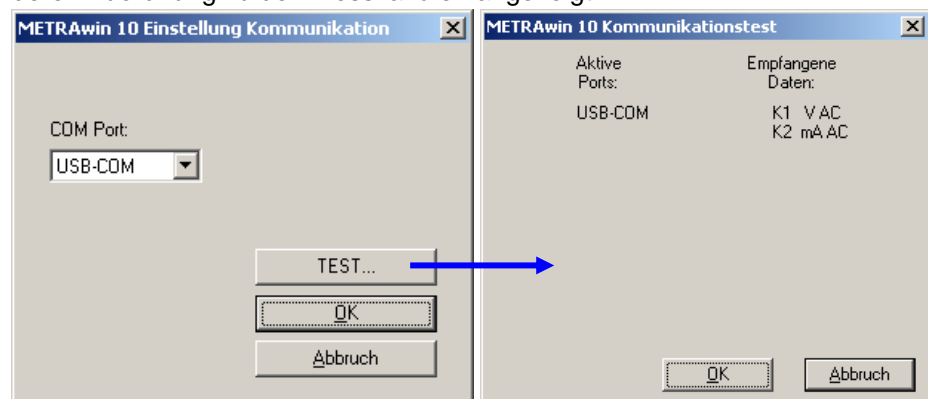 METRAwin 10 Einstellung Kommunikation
COM Port:
USB-COM
TEST...
OK
Abbruch
METRAwin 10 Kommunikationstest
Aktive
Ports:
Empfangene
Daten:
USB-COM
K1 V AC
K2 mA AC
OK
Abbruch